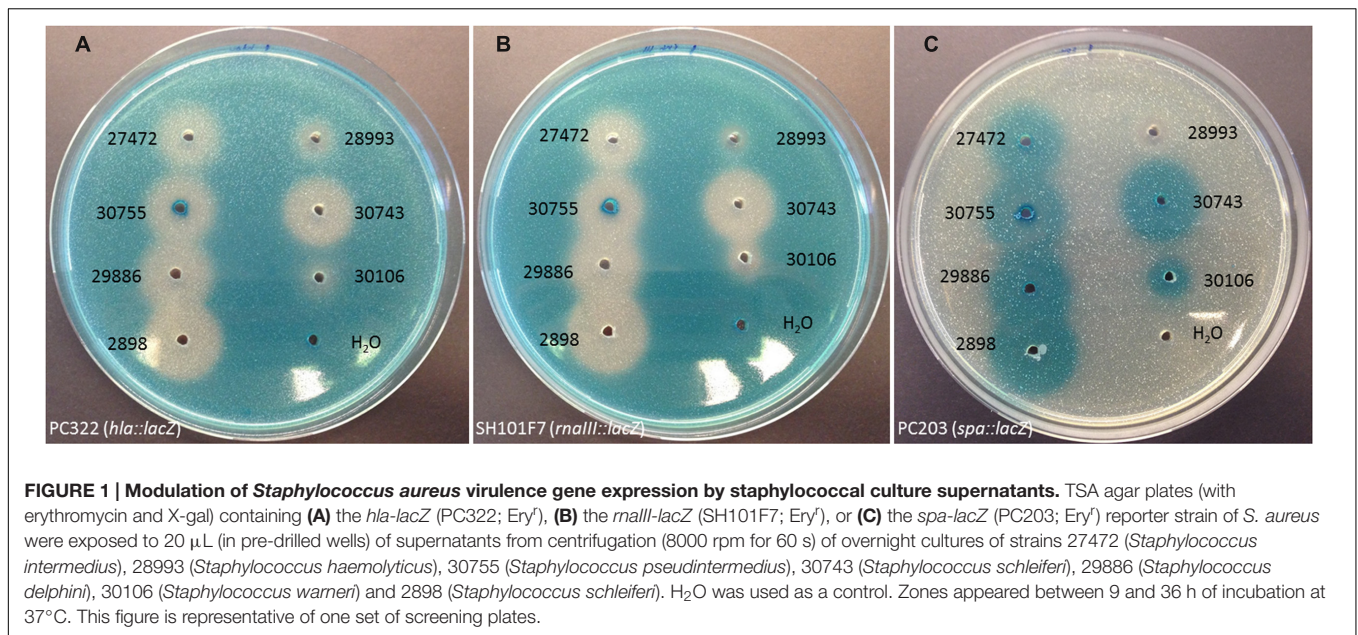 A
27472
28993
30755
30743
29886
30106
2898
H₂O
PC322 (hla::lacZ)
B
27472
28993
30755
30743
29886
30106
2898
H₂O
SH101F7 (rnaIII::lacZ)
C
27472
28993
30755
30743
29886
30106
2898
H₂O
PC203 (spa::lacZ)
FIGURE 1 | Modulation of Staphylococcus aureus virulence gene expression by staphylococcal culture supernatants. TSA agar plates (with
erythromycin and X-gal) containing (A) the hla-lacZ (PC322; Eryʳ), (B) the rnaIII-lacZ (SH101F7; Eryʳ), or (C) the spa-lacZ (PC203; Eryʳ) reporter strain of S. aureus
were exposed to 20 μL (in pre-drilled wells) of supernatants from centrifugation (8000 rpm for 60 s) of overnight cultures of strains 27472 (Staphylococcus
intermedius), 28993 (Staphylococcus haemolyticus), 30755 (Staphylococcus pseudintermedius), 30743 (Staphylococcus schleiferi), 29886 (Staphylococcus
delphini), 30106 (Staphylococcus warneri) and 2898 (Staphylococcus schleiferi). H₂O was used as a control. Zones appeared between 9 and 36 h of incubation at
37°C. This figure is representative of one set of screening plates.